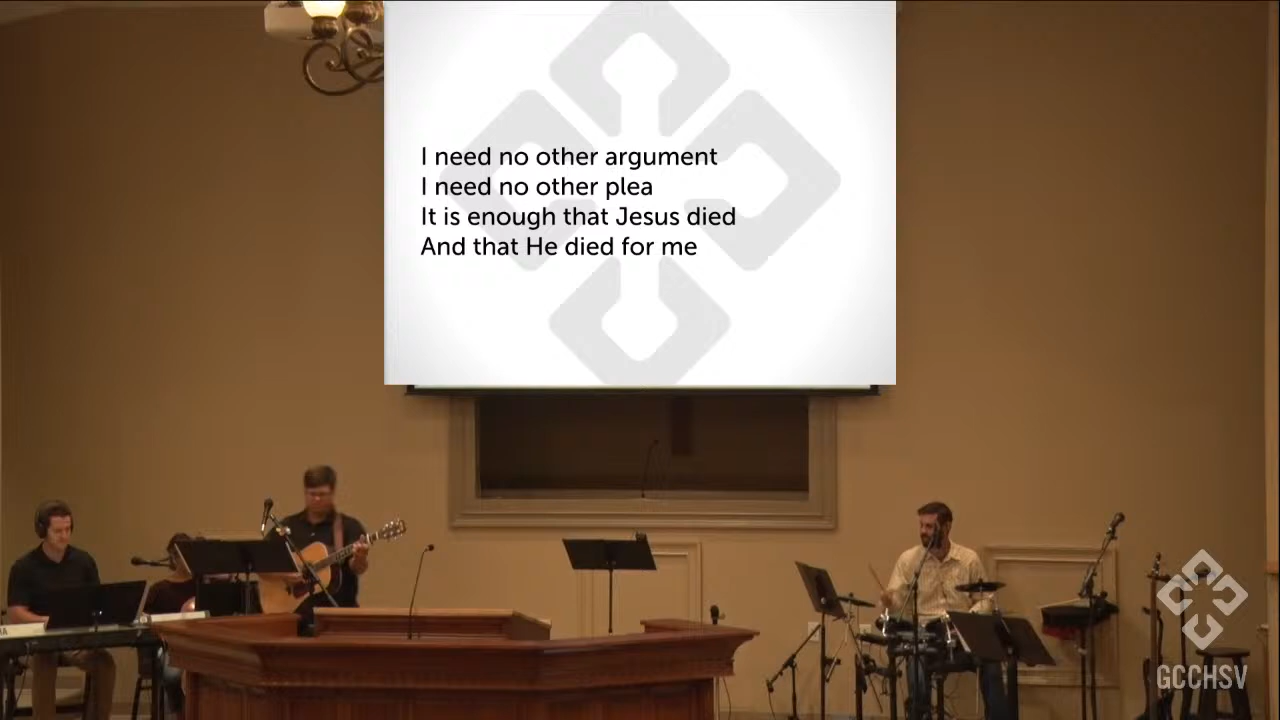 I need no other argument
I need no other plea
It is enough that Jesus died
And that He died for me
GCCHSV